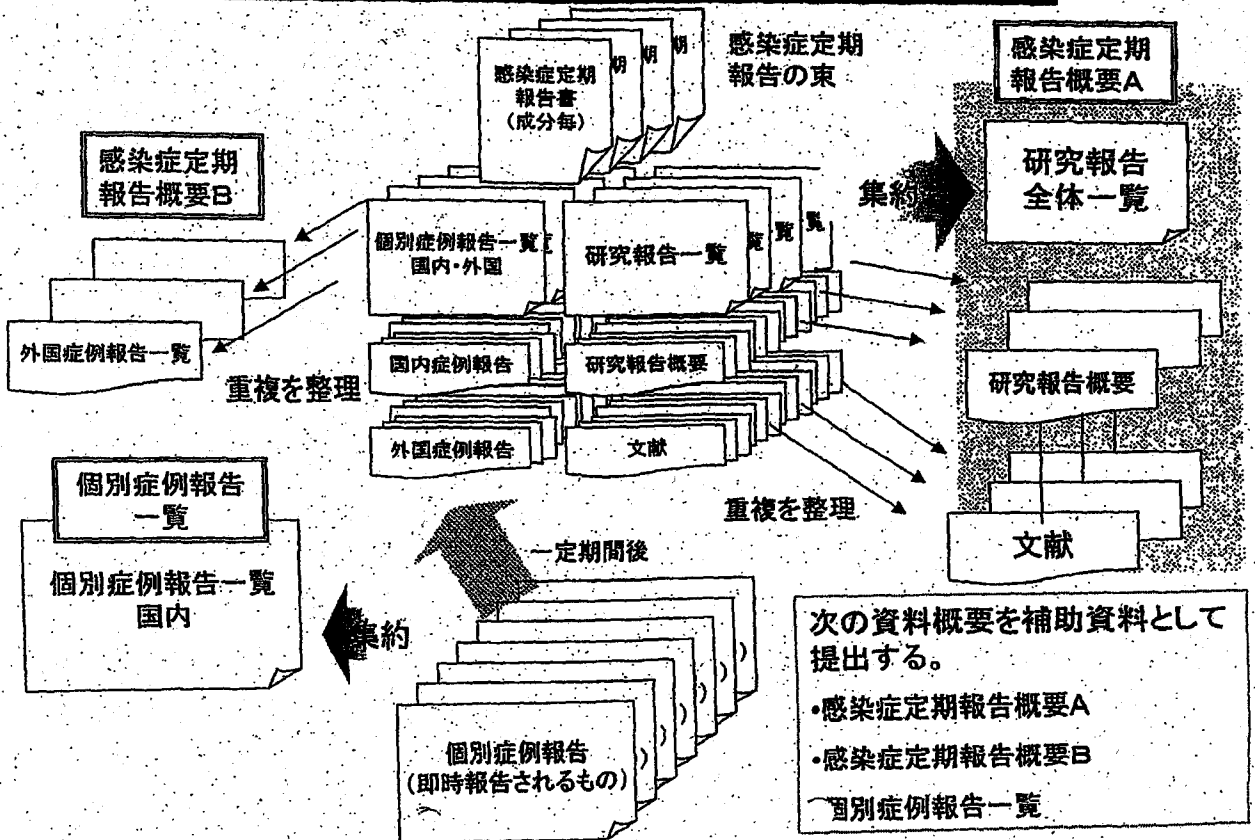 感染症定期
報告書
(成分毎)
期
期
期
感染症定期
報告の束
感染症定期
報告概要A
研究報告
全体一覧
集約
感染症定期
報告概要B
個別症例報告一覧
国内・外国
研究報告一覧
覧
覧
覧
外国症例報告一覧
重複を整理
国内症例報告
研究報告概要
外国症例報告
文献
研究報告概要
重複を整理
文献
個別症例報告
一覧
個別症例報告一覧
国内
集約
一定期間後
個別症例報告
(即時報告されるもの)
)
)
)
)
)
次の資料概要を補助資料として
提出する。
・感染症定期報告概要A
・感染症定期報告概要B
個別症例報告一覧